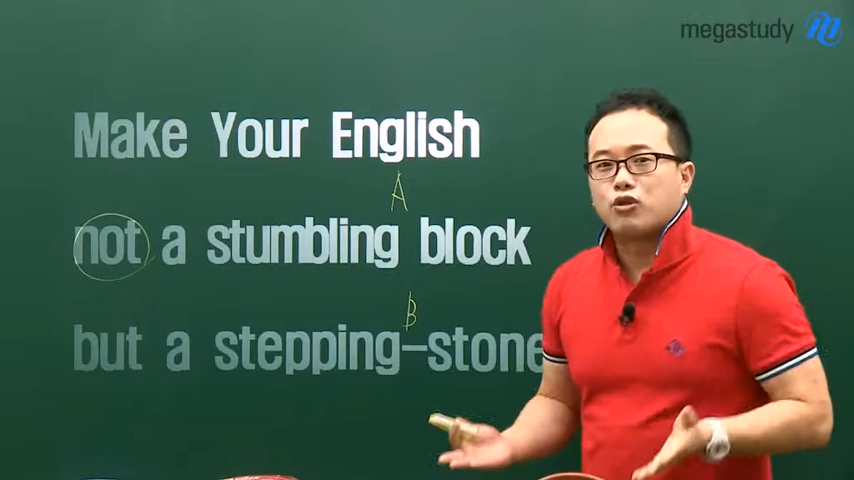 megastudy
Make Your English
A
not a stumbling block
B
but a stepping-stone